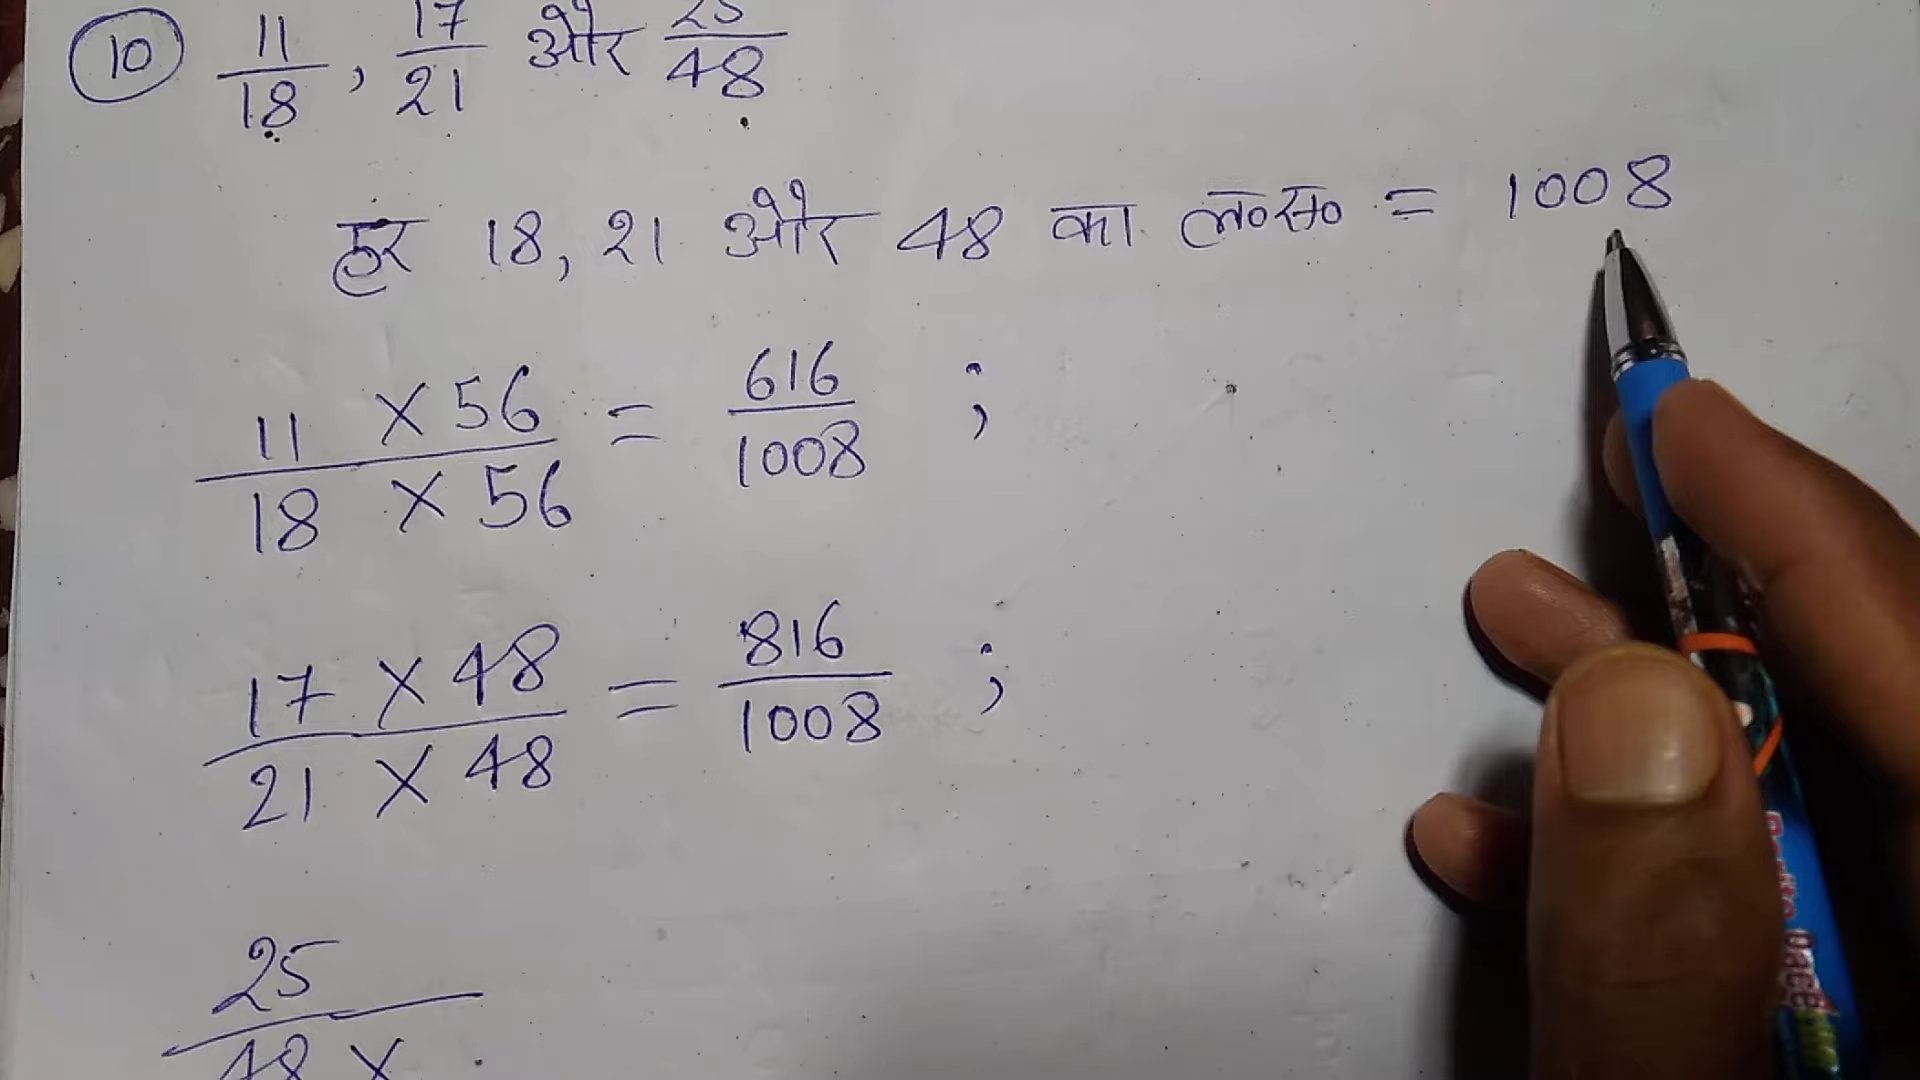 10 11/18, 17/21 और 25/48
हर 18, 21 और 48 का ल०स० = 1008
11 × 56 / 18 × 56 = 616/1008 ;
17 × 48 / 21 × 48 = 816/1008 ;
25 / 48 ×